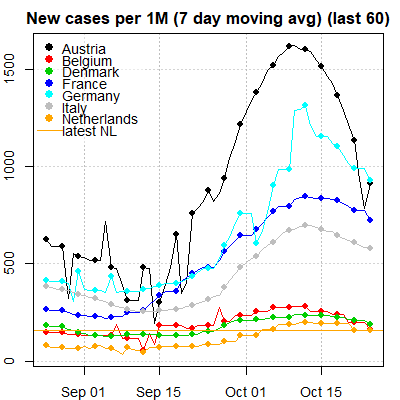 New cases per 1M (7 day moving avg) (last 60)
Austria
Belgium
Denmark
France
Germany
Italy
Netherlands
latest NL
1500
1000
500
0
Sep 01 Sep 15 Oct 01 Oct 15